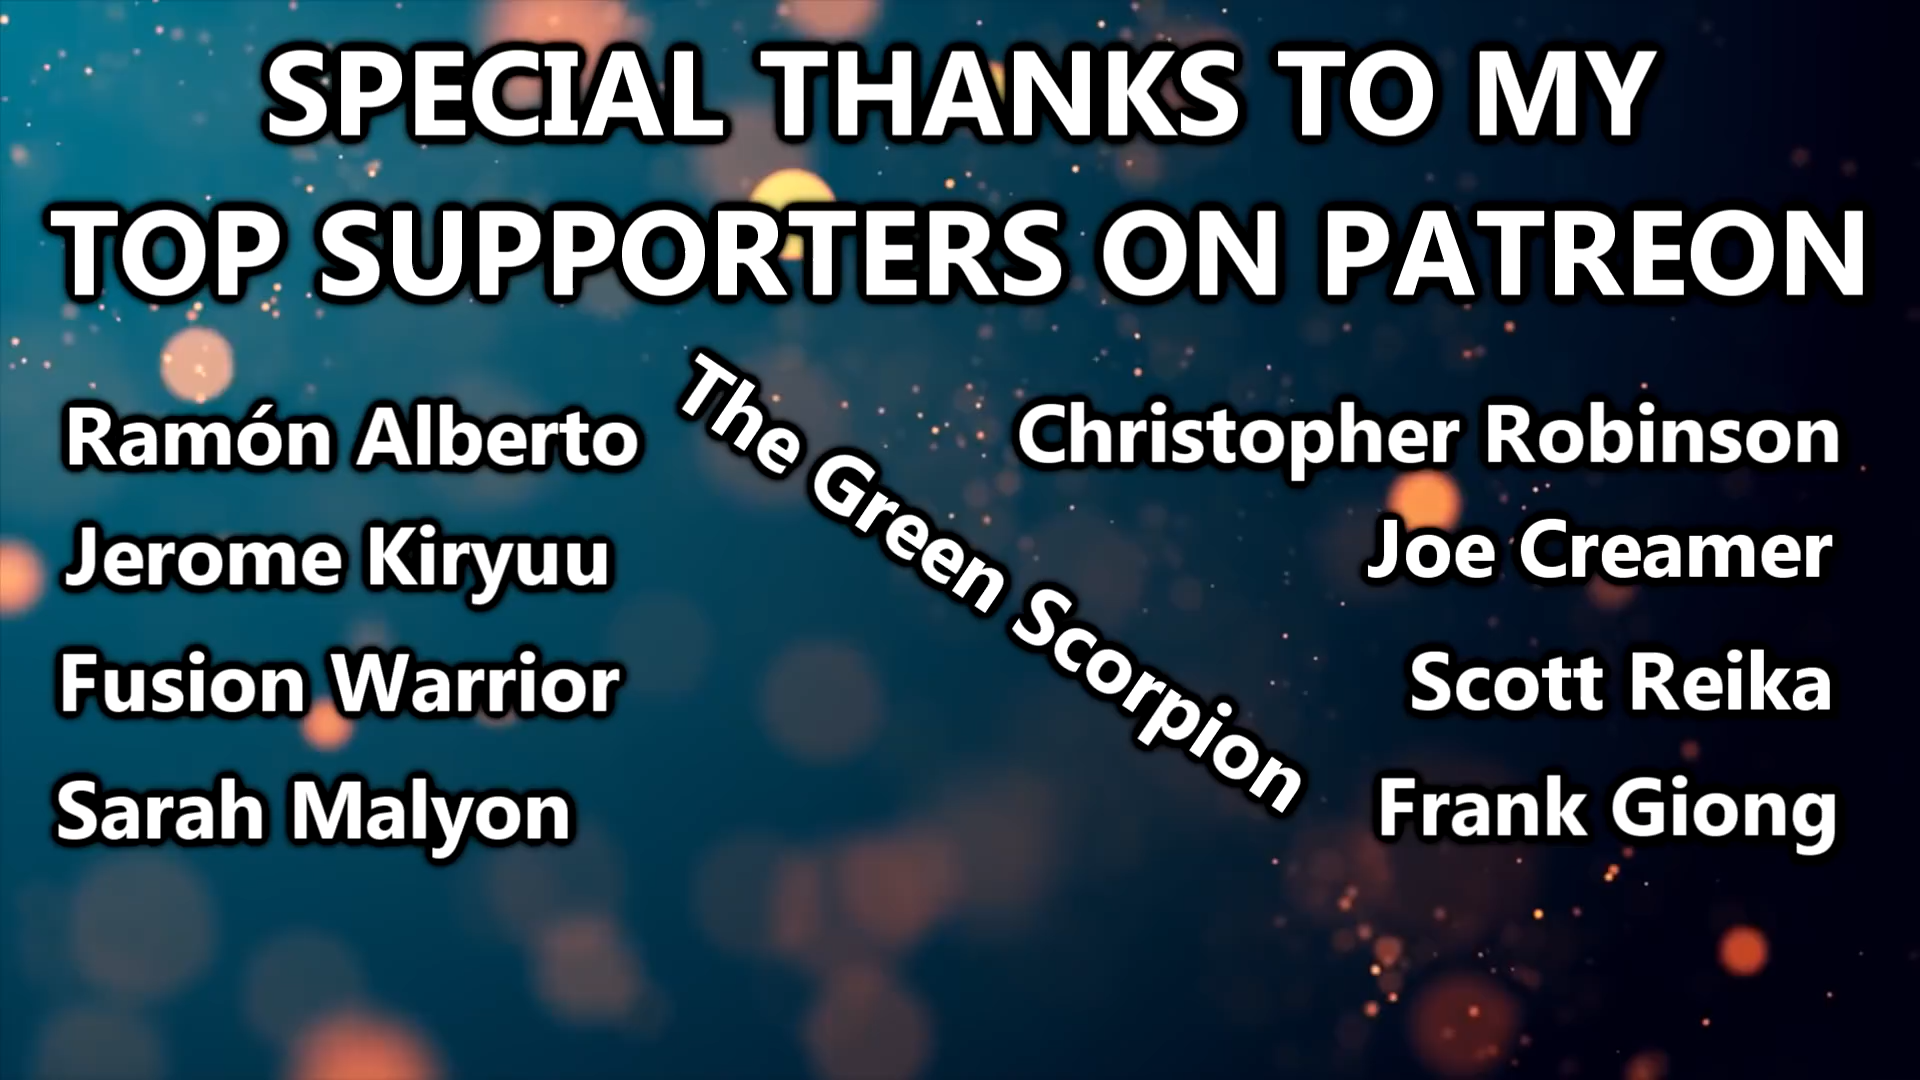 SPECIAL THANKS TO MY
TOP SUPPORTERS ON PATREON
Ramón Alberto
Jerome Kiryuu
Fusion Warrior
Sarah Malyon
The Green Scorpion
Christopher Robinson
Joe Creamer
Scott Reika
Frank Giong